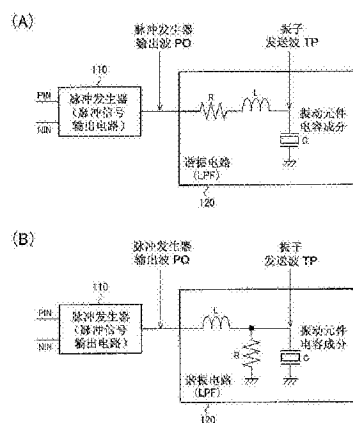 (A)
脉冲发生器
输出波 PO
振子
发送波 TP
110
PIN
NIN
脉冲发生器
(脉冲信号
输出电路)
R
L
振动元件
电容成分
C
谐振电路
(LPF)
120
(B)
脉冲发生器
输出波 PO
振子
发送波 TP
110
PIN
NIN
脉冲发生器
(脉冲信号
输出电路)
L
R
振动元件
电容成分
C
谐振电路
(LPF)
120